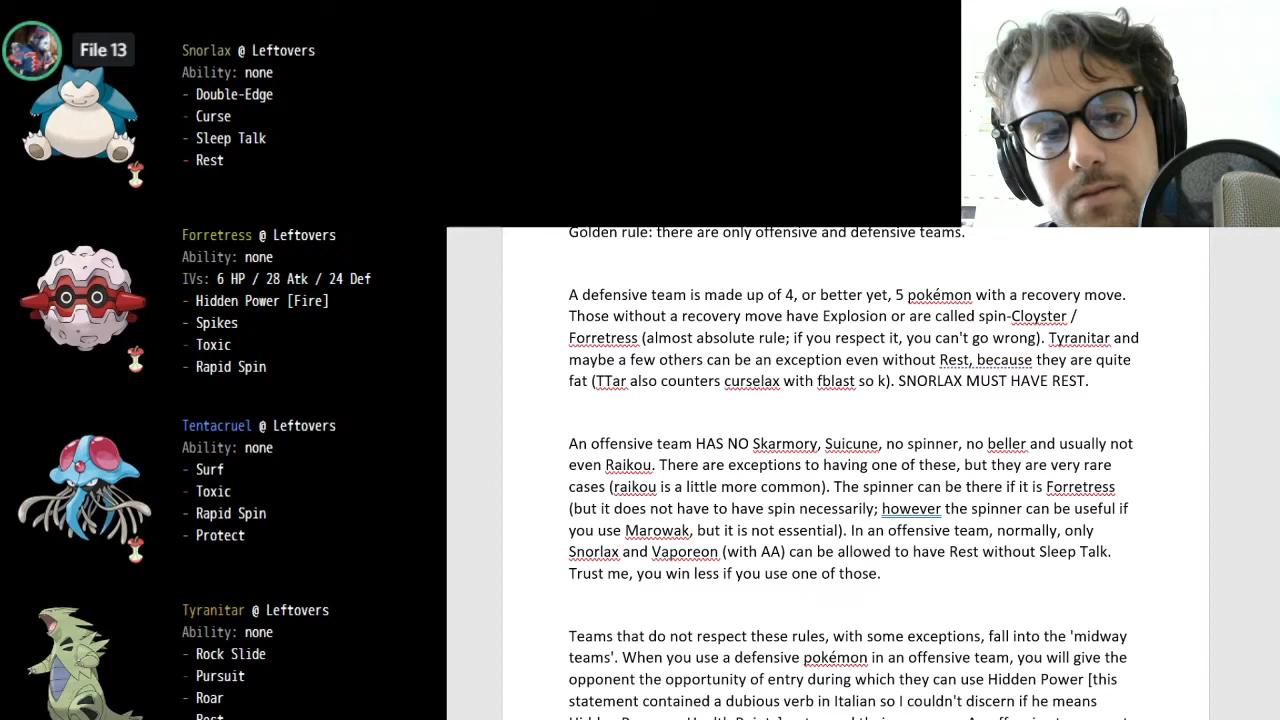 File 13
Snorlax @ Leftovers
Ability: none
- Double-Edge
- Curse
- Sleep Talk
- Rest
Forretress @ Leftovers
Ability: none
IVs: 6 HP / 28 Atk / 24 Def
- Hidden Power [Fire]
- Spikes
- Toxic
- Rapid Spin
Tentacruel @ Leftovers
Ability: none
- Surf
- Toxic
- Rapid Spin
- Protect
Tyranitar @ Leftovers
Ability: none
- Rock Slide
- Pursuit
- Roar
- Rest
Golden rule: there are only offensive and defensive teams.
A defensive team is made up of 4, or better yet, 5 pokémon with a recovery move.
Those without a recovery move have Explosion or are called spin-Cloyster /
Forretress (almost absolute rule; if you respect it, you can't go wrong). Tyranitar and
maybe a few others can be an exception even without Rest, because they are quite
fat (TTar also counters curselax with fblast so k). SNORLAX MUST HAVE REST.
An offensive team HAS NO Skarmory, Suicune, no spinner, no beller and usually not
even Raikou. There are exceptions to having one of these, but they are very rare
cases (raikou is a little more common). The spinner can be there if it is Forretress
(but it does not have to have spin necessarily; however the spinner can be useful if
you use Marowak, but it is not essential). In an offensive team, normally, only
Snorlax and Vaporeon (with AA) can be allowed to have Rest without Sleep Talk.
Trust me, you win less if you use one of those.
Teams that do not respect these rules, with some exceptions, fall into the 'midway
teams'. When you use a defensive pokémon in an offensive team, you will give the
opponent the opportunity of entry during which they can use Hidden Power [this
statement contained a dubious verb in Italian so I couldn't discern if he means